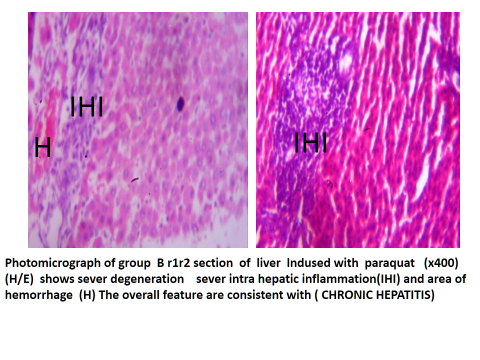 IHI
H
IHI
Photomicrograph of group B r1r2 section of liver Indused with paraquat (x400)
(H/E) shows sever degeneration sever intra hepatic inflammation(IHI) and area of
hemorrhage (H) The overall feature are consistent with ( CHRONIC HEPATITIS)